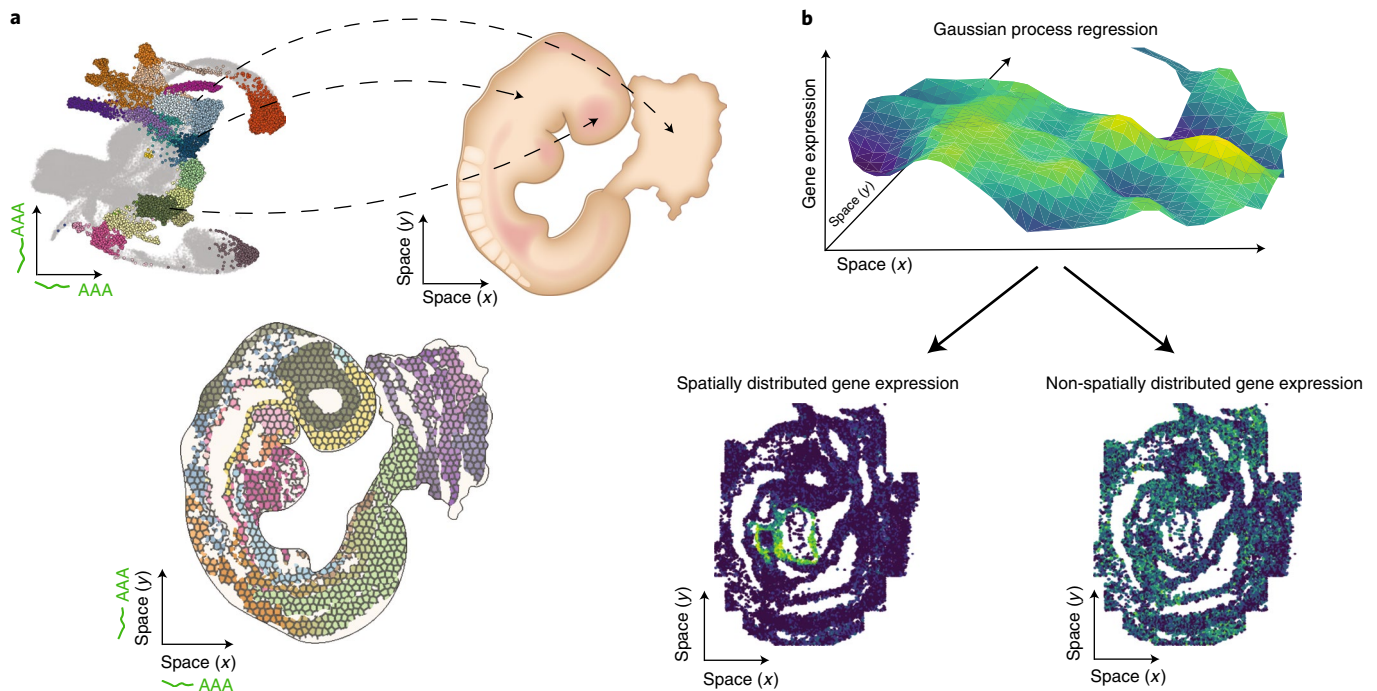 a
AAA
AAA
Space (y)
Space (x)
AAA
Space (y)
Space (x)
AAA
b
Gaussian process regression
Gene expression
Space (y)
Space (x)
Spatially distributed gene expression
Non-spatially distributed gene expression
Space (y)
Space (x)
Space (y)
Space (x)